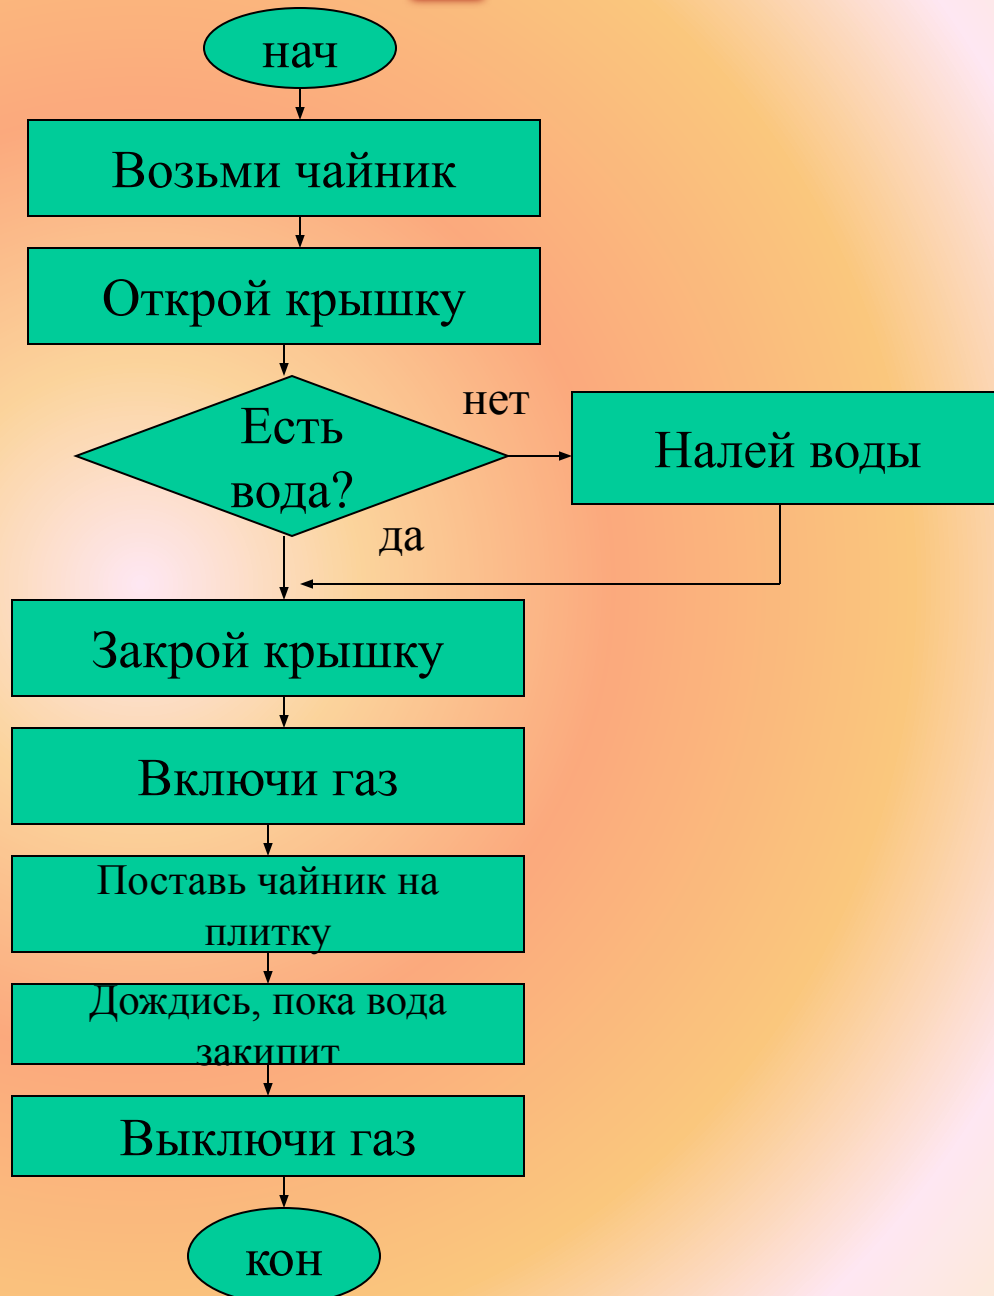 нач
Возьми чайник
Открой крышку
нет
Есть
вода?
Налей воды
да
Закрой крышку
Включи газ
Поставь чайник на
плитку
Дождись, пока вода
закипит
Выключи газ
кон